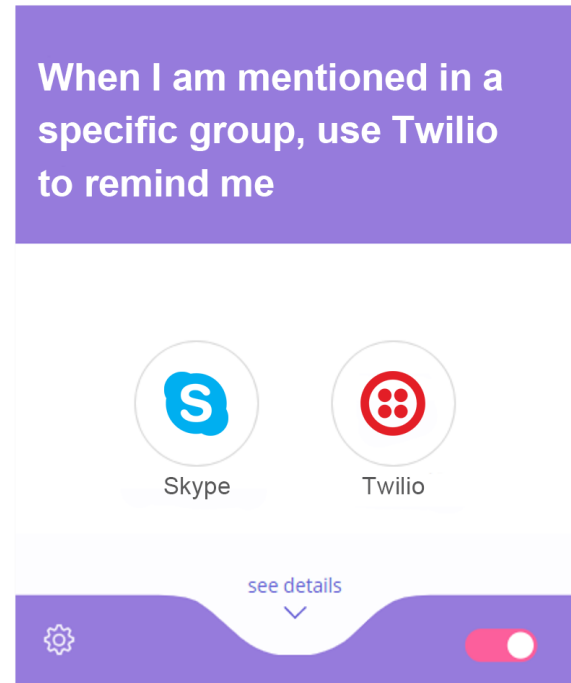 When I am mentioned in a
specific group, use Twilio
to remind me
S
Skype
Twilio
see details